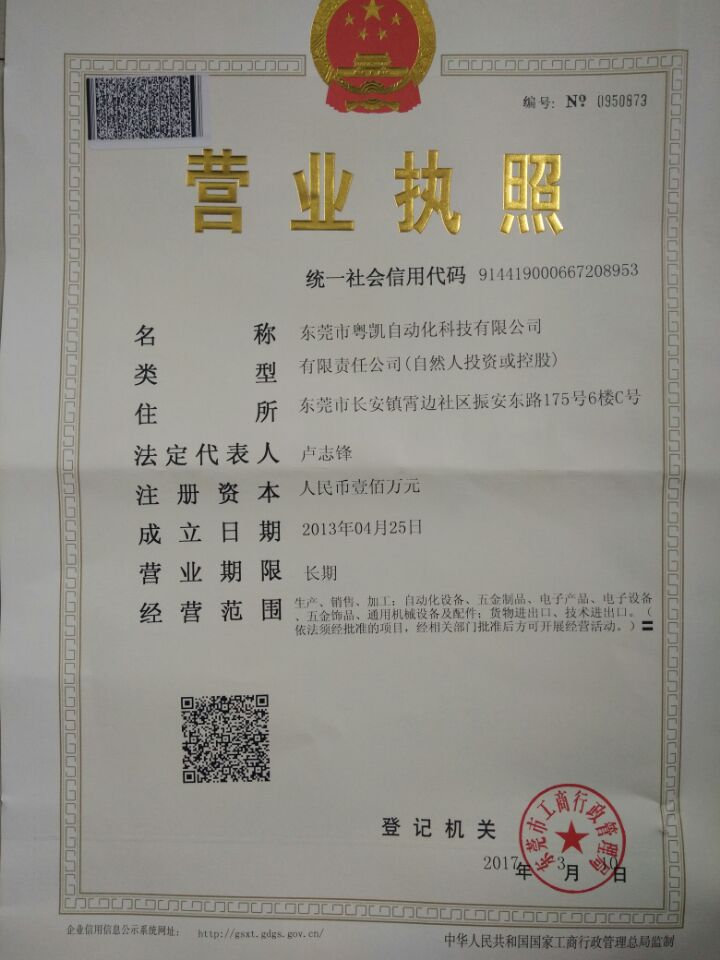 编号: Nº 0950873
营业执照
统一社会信用代码 914419000667208953
名称 东莞市粤凯自动化科技有限公司
类型 有限责任公司(自然人投资或控股)
住所 东莞市长安镇霄边社区振安东路175号6楼C号
法定代表人 卢志锋
注册资本 人民币壹佰万元
成立日期 2013年04月25日
营业期限 长期
经营范围 生产、销售、加工：自动化设备、五金制品、电子产品、电子设备
、五金饰品、通用机械设备及配件；货物进出口、技术进出口。（
依法须经批准的项目，经相关部门批准后方可开展经营活动。）〓
登记机关
东莞市工商行政管理局
2017年3月10日
企业信用信息公示系统网址： http://gsxt.gdgs.gov.cn/
中华人民共和国国家工商行政管理总局监制